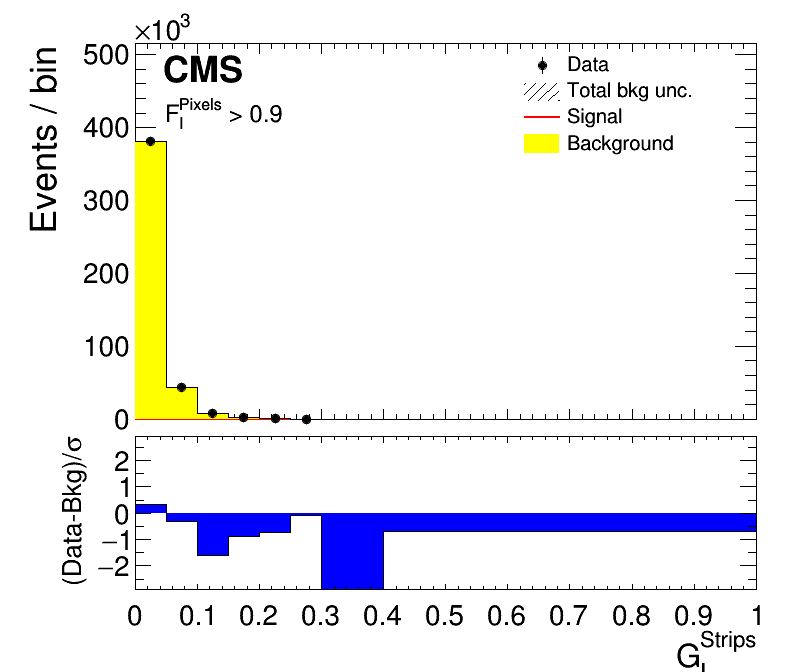 ×10³
500
400
300
200
100
0
Events / bin
CMS
F_I^Pixels > 0.9
Data
Total bkg unc.
Signal
Background
2
1
0
−1
−2
(Data-Bkg)/σ
0 0.1 0.2 0.3 0.4 0.5 0.6 0.7 0.8 0.9 1
G_I^Strips